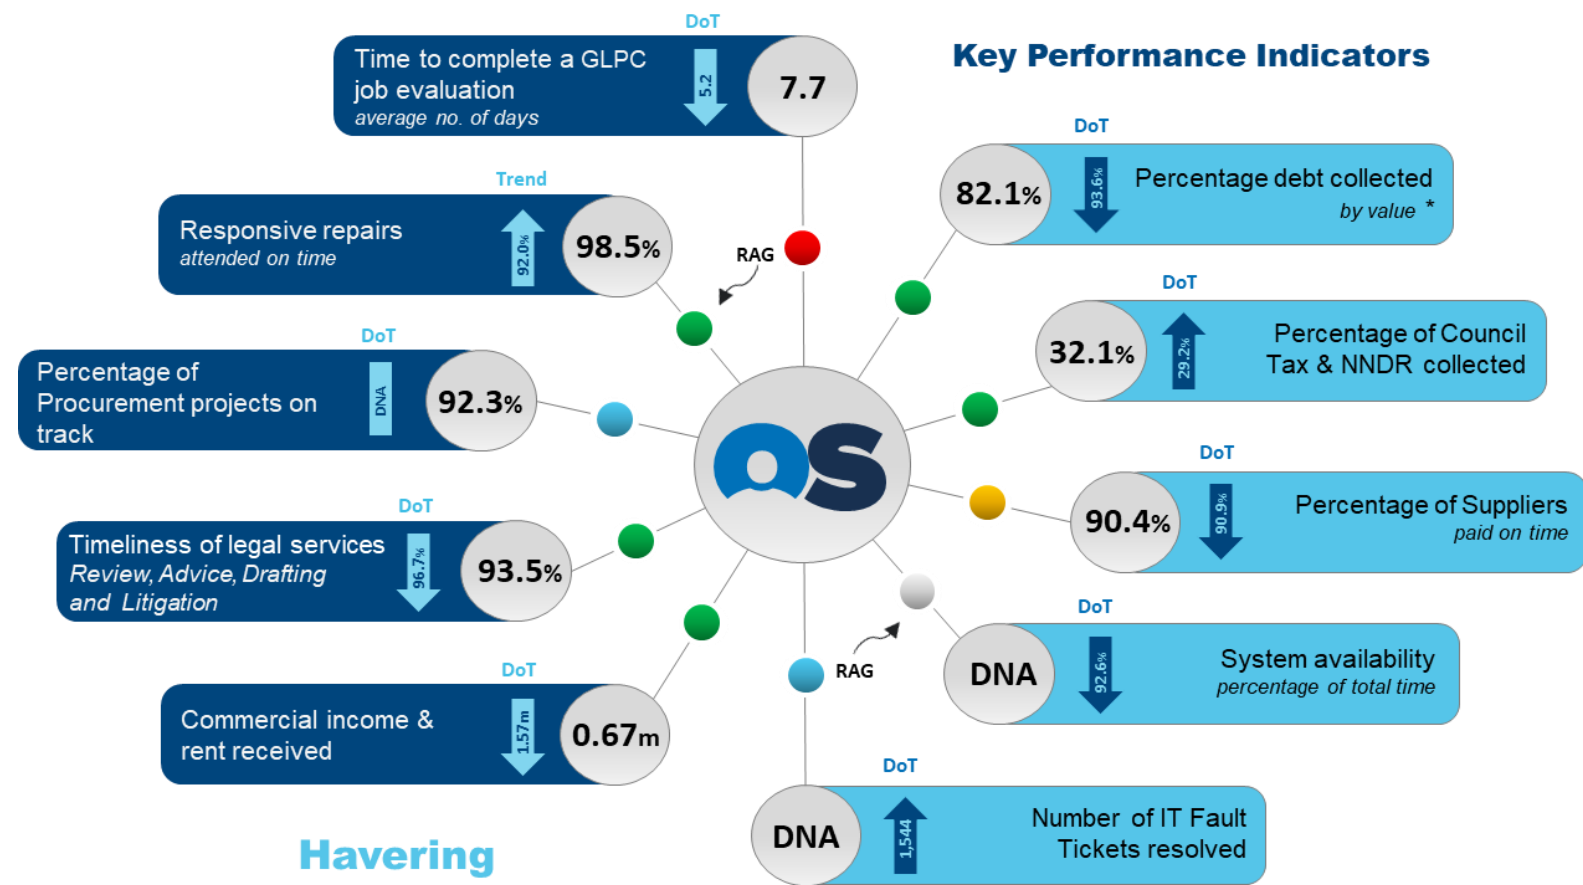 Key Performance Indicators
DoT
Time to complete a GLPC
job evaluation
average no. of days
5.2
7.7
Trend
Responsive repairs
attended on time
92.0%
98.5%
RAG
DoT
Percentage of
Procurement projects on
track
DNA
92.3%
DoT
Timeliness of legal services
Review, Advice, Drafting
and Litigation
96.7%
93.5%
DoT
Commercial income &
rent received
1.57m
0.67m
Havering
OS
DoT
82.1%
93.6%
Percentage debt collected
by value *
DoT
32.1%
29.2%
Percentage of Council
Tax & NNDR collected
DoT
90.4%
90.9%
Percentage of Suppliers
paid on time
RAG
DoT
DNA
92.6%
System availability
percentage of total time
DoT
DNA
1,544
Number of IT Fault
Tickets resolved